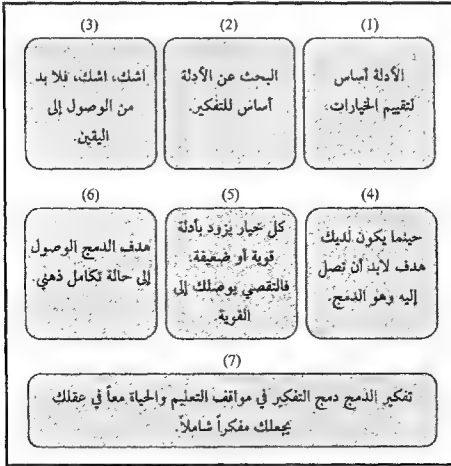 (1)
الأدلة أساس
لتقييم الخيارات.
(2)
البحث عن الأدلة
أساس للتفكير.
(3)
اشك، اشك، فلا بد
من الوصول إلى
اليقين.
(4)
حينما يكون لديك
هدف لابد أن تصل
إليه وهو الدمج.
(5)
كل خيار يزود بأدلة
قوية أو ضعيفة،
فالتقصي يوصلك إلى
القوية.
(6)
هدف الدمج الوصول
إلى حالة تكامل ذهني.
(7)
تفكير الدمج دمج التفكير في مواقف التعليم والحياة معاً في عقلك
يجعلك مفكراً شاملاً.